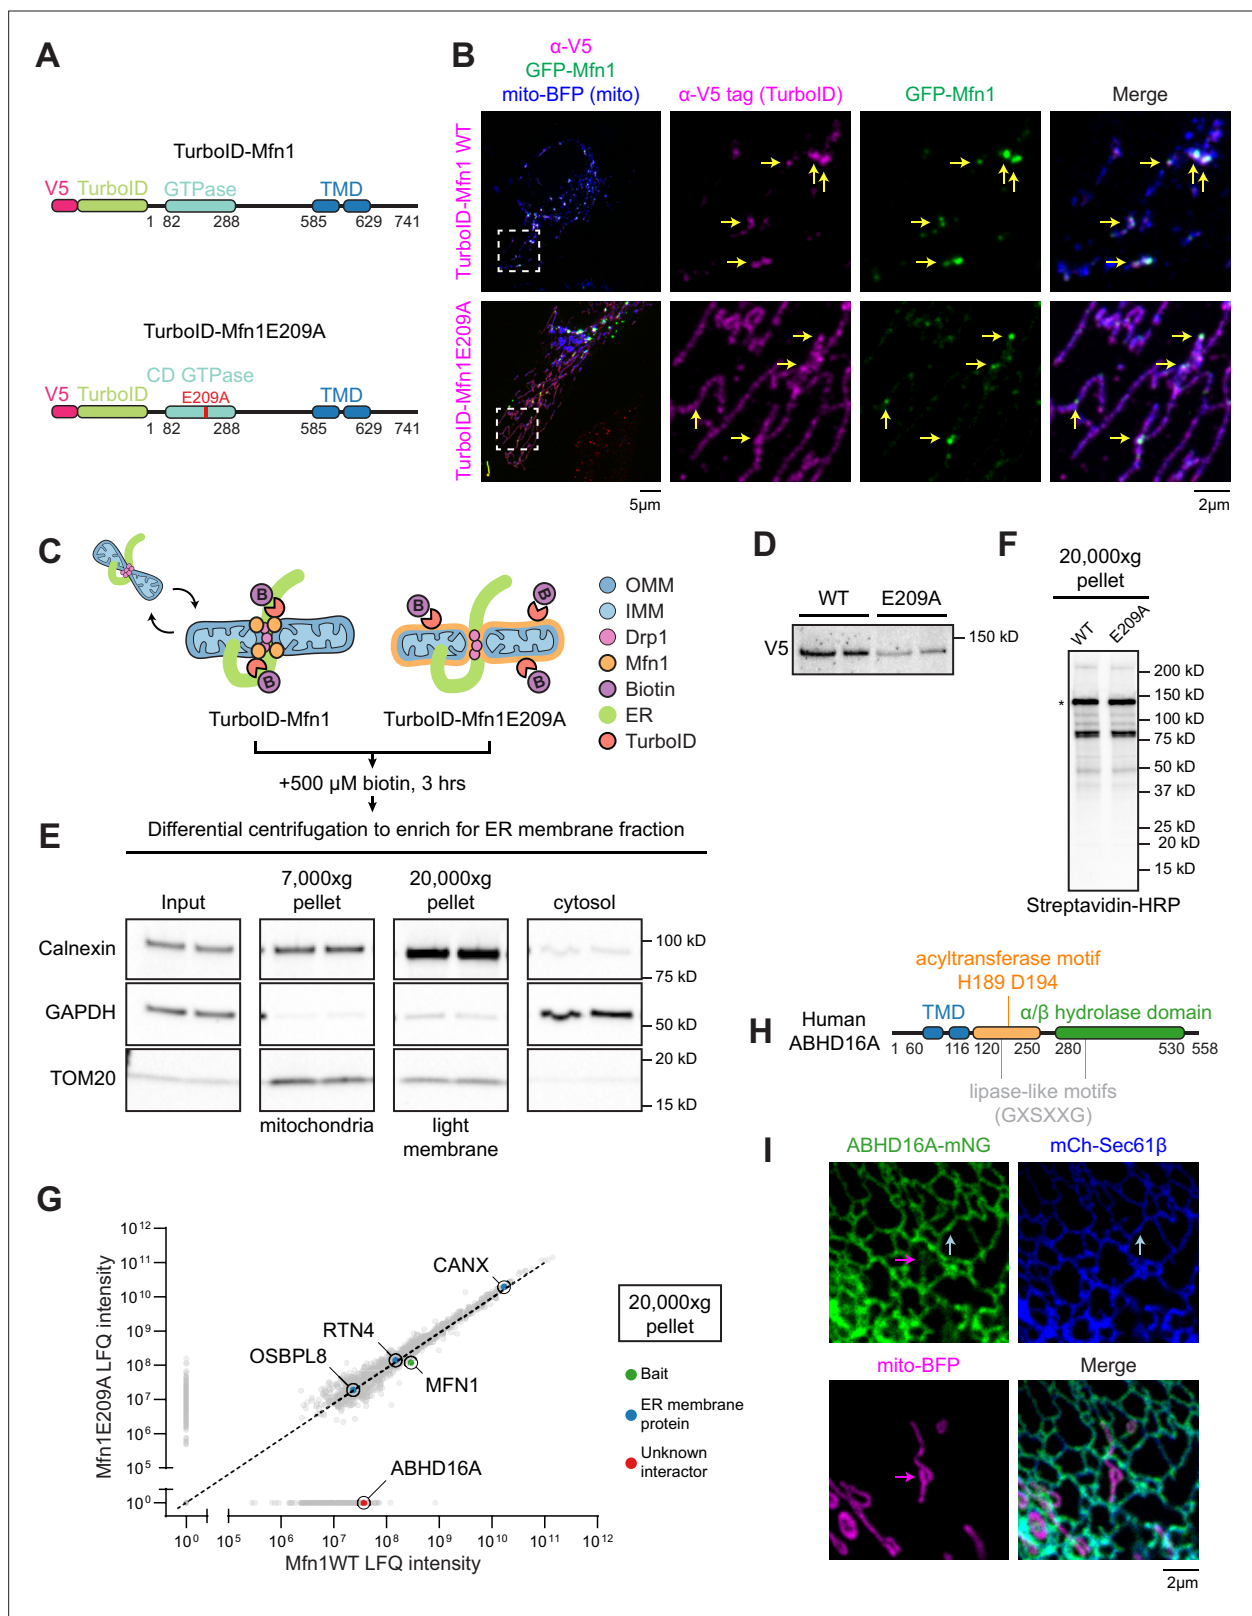 A
TurboID-Mfn1
V5 TurboID GTPase TMD
1 82 288 585 629 741
TurboID-Mfn1E209A
CD GTPase
V5 TurboID E209A TMD
1 82 288 585 629 741
B
α-V5
GFP-Mfn1
mito-BFP (mito)
α-V5 tag (TurboID)
GFP-Mfn1
Merge
TurboID-Mfn1 WT
TurboID-Mfn1E209A
5µm
2µm
C
B
B
B
B
B
TurboID-Mfn1
TurboID-Mfn1E209A
OMM
IMM
Drp1
Mfn1
Biotin
ER
TurboID
+500 µM biotin, 3 hrs
Differential centrifugation to enrich for ER membrane fraction
D
WT E209A
V5
150 kD
E
Input
7,000xg
pellet
20,000xg
pellet
cytosol
Calnexin
100 kD
75 kD
GAPDH
50 kD
TOM20
20 kD
15 kD
mitochondria
light
membrane
F
20,000xg
pellet
WT
E209A
*
200 kD
150 kD
100 kD
75 kD
50 kD
37 kD
25 kD
20 kD
15 kD
Streptavidin-HRP
G
Mfn1E209A LFQ intensity
10¹²
10¹¹
10¹⁰
10⁹
10⁸
10⁷
10⁶
10⁵
10⁰
CANX
RTN4
OSBPL8
MFN1
ABHD16A
10⁰ 10⁵ 10⁶ 10⁷ 10⁸ 10⁹ 10¹⁰ 10¹¹ 10¹²
Mfn1WT LFQ intensity
20,000xg
pellet
Bait
ER membrane
protein
Unknown
interactor
H
acyltransferase motif
H189 D194
TMD α/β hydrolase domain
Human
ABHD16A
1 60 116 120 250 280 530 558
lipase-like motifs
(GXSXXG)
I
ABHD16A-mNG
mCh-Sec61β
mito-BFP
Merge
2µm